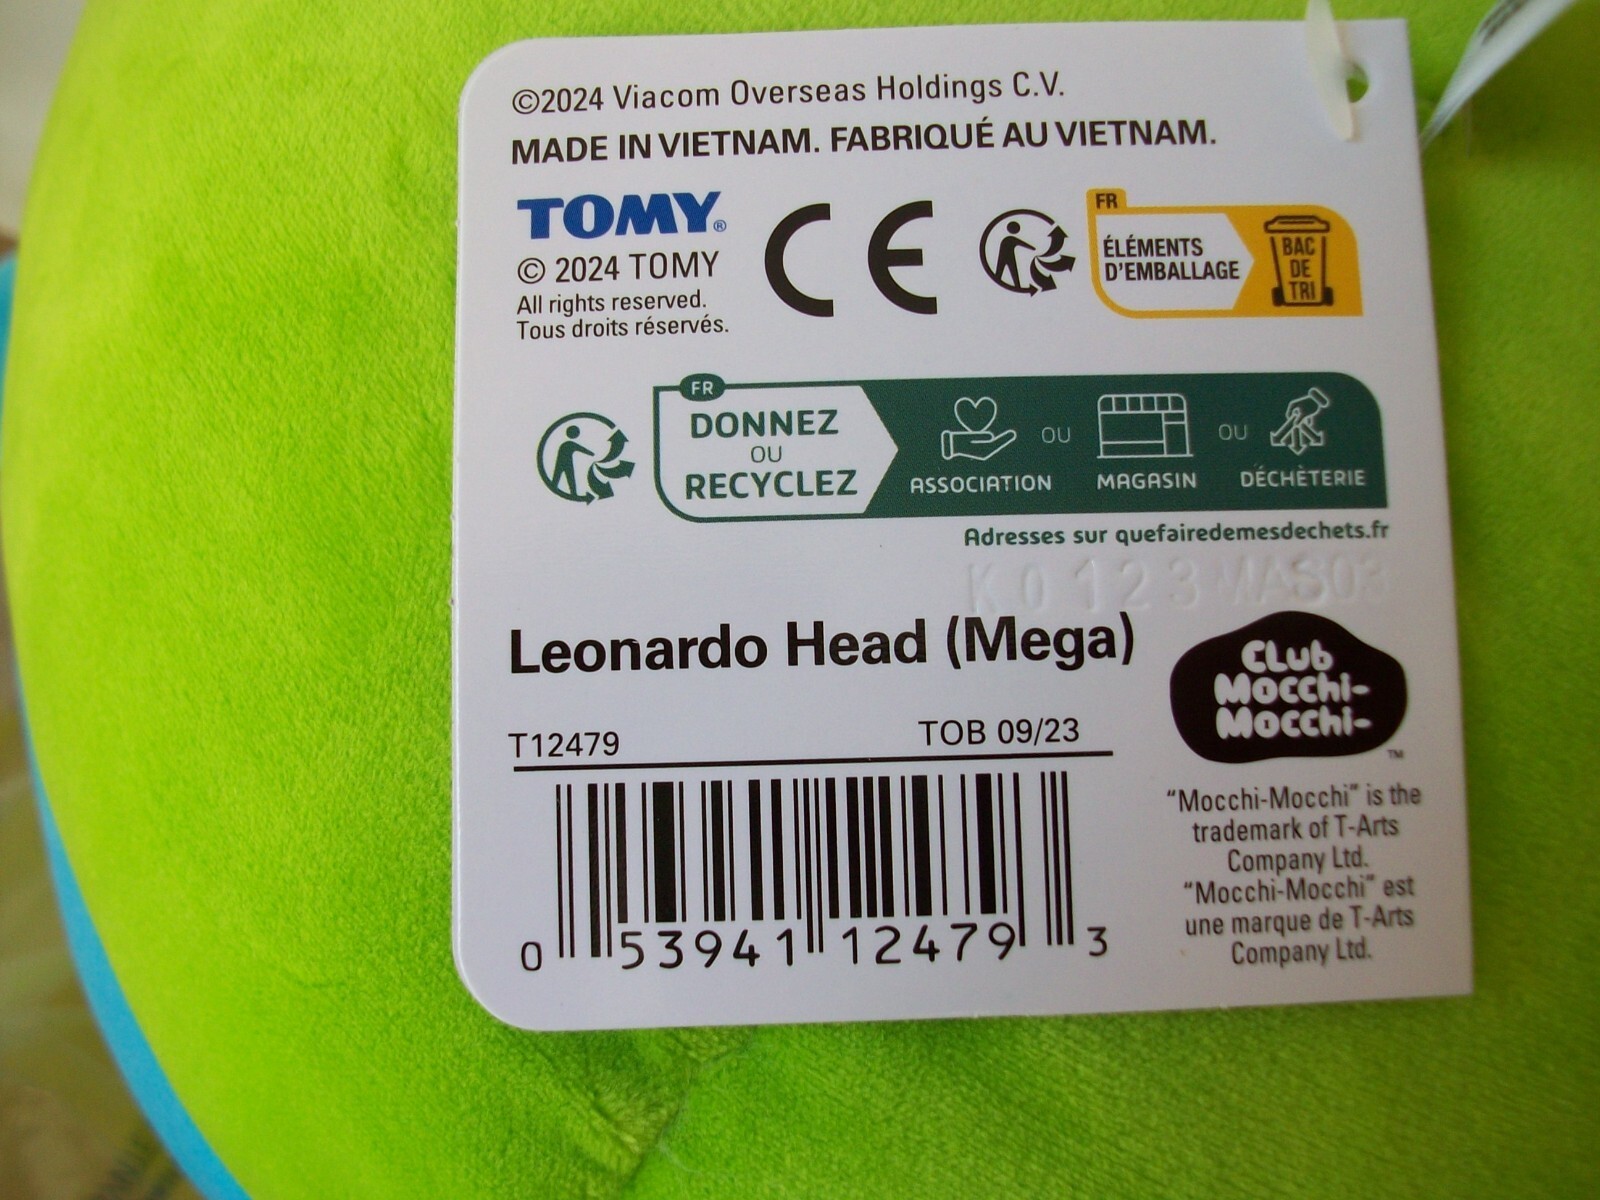 ©2024 Viacom Overseas Holdings C.V.
MADE IN VIETNAM. FABRIQUÉ AU VIETNAM.
TOMY®
© 2024 TOMY
All rights reserved.
Tous droits réservés.
CE
FR
ÉLÉMENTS
D'EMBALLAGE
BAC
DE
TRI
FR
DONNEZ
OU
RECYCLEZ
ASSOCIATION
OU
MAGASIN
OU
DÉCHÈTERIE
Adresses sur quefairedemesdechets.fr
K0123MAS03
Leonardo Head (Mega)
T12479
TOB 09/23
0 53941 12479 3
CLub
Mocchi-
Mocchi-
TM
“Mocchi-Mocchi” is the
trademark of T-Arts
Company Ltd.
“Mocchi-Mocchi” est
une marque de T-Arts
Company Ltd.